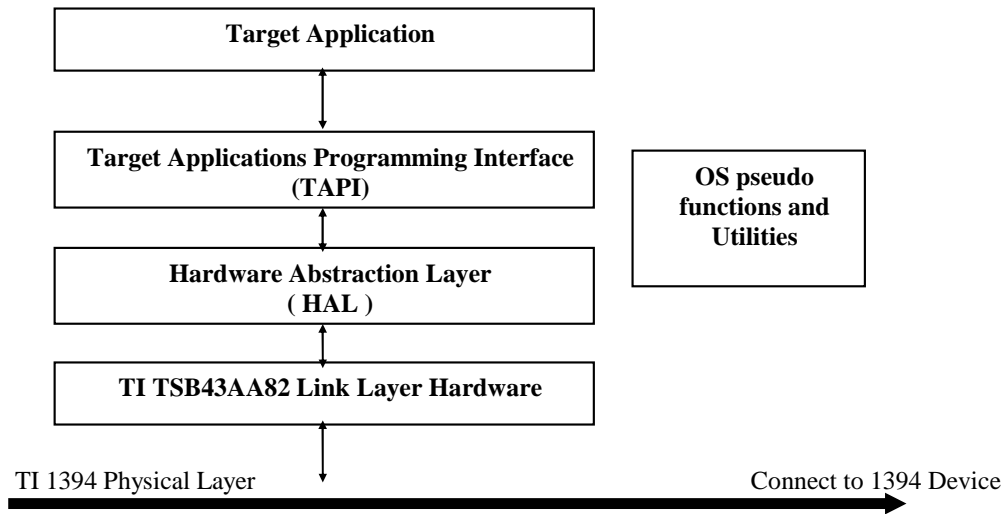 Target Application
Target Applications Programming Interface
(TAPI)
OS pseudo
functions and
Utilities
Hardware Abstraction Layer
( HAL )
TI TSB43AA82 Link Layer Hardware
TI 1394 Physical Layer
Connect to 1394 Device